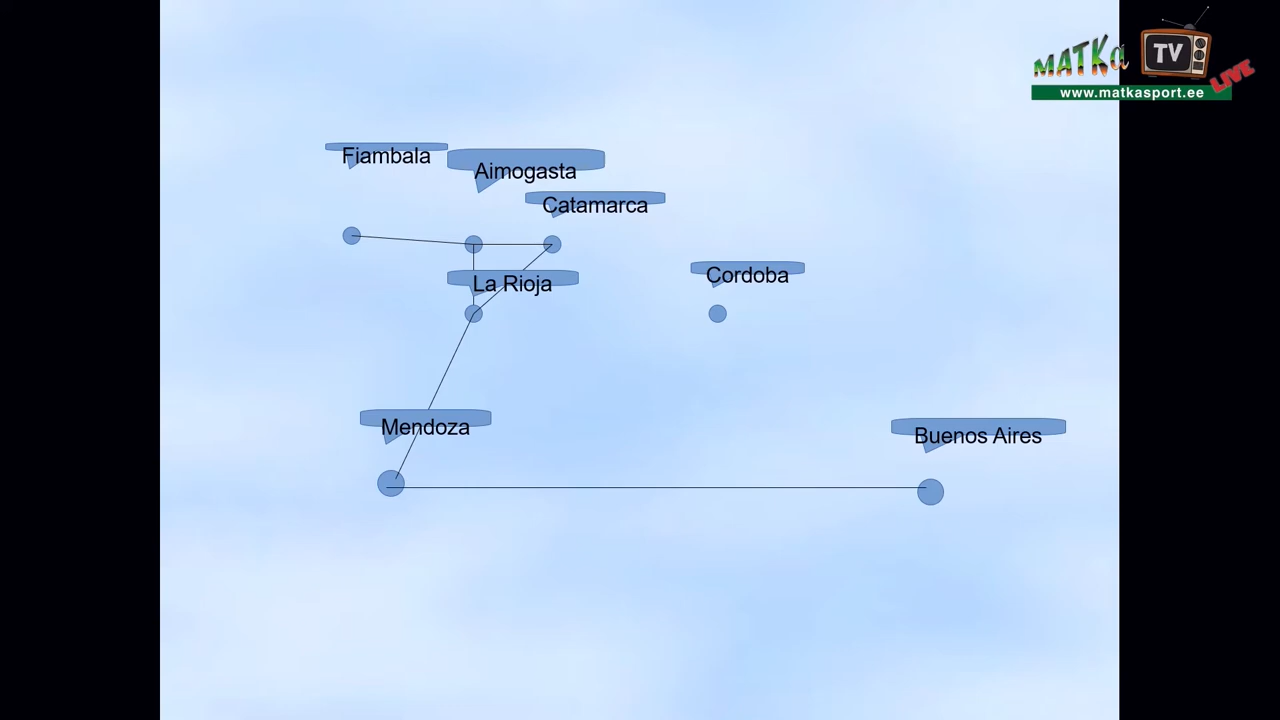 MATKa
TV
LIVE
www.matkasport.ee
Fiambala
Aimogasta
Catamarca
Cordoba
La Rioja
Mendoza
Buenos Aires